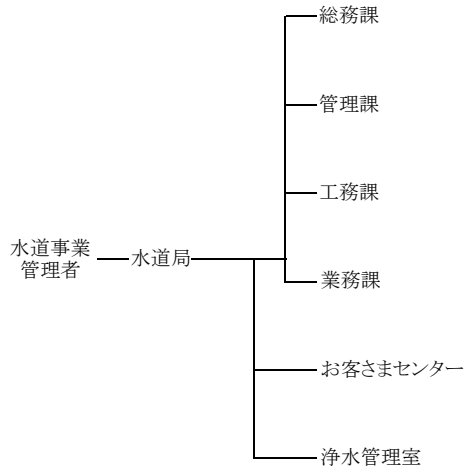 総務課
管理課
工務課
水道事業
管理者
水道局
業務課
お客さまセンター
浄水管理室